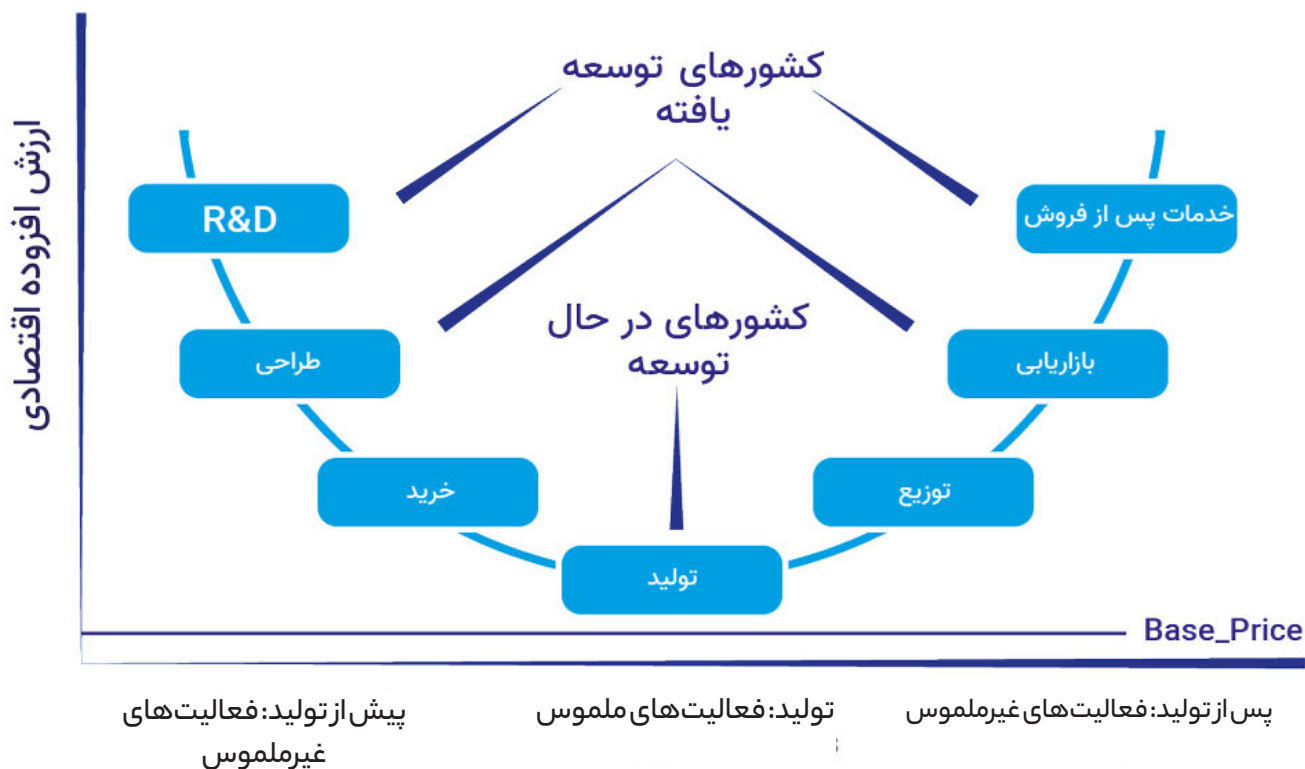 کشورهای توسعه
یافته
ارزش افزوده اقتصادی
R&D
خدمات پس از فروش
کشورهای در حال
توسعه
طراحی
بازاریابی
خرید
توزیع
تولید
Base_Price
پیش از تولید: فعالیت‌های
غیرملموس
تولید: فعالیت‌های ملموس
پس از تولید: فعالیت‌های غیرملموس